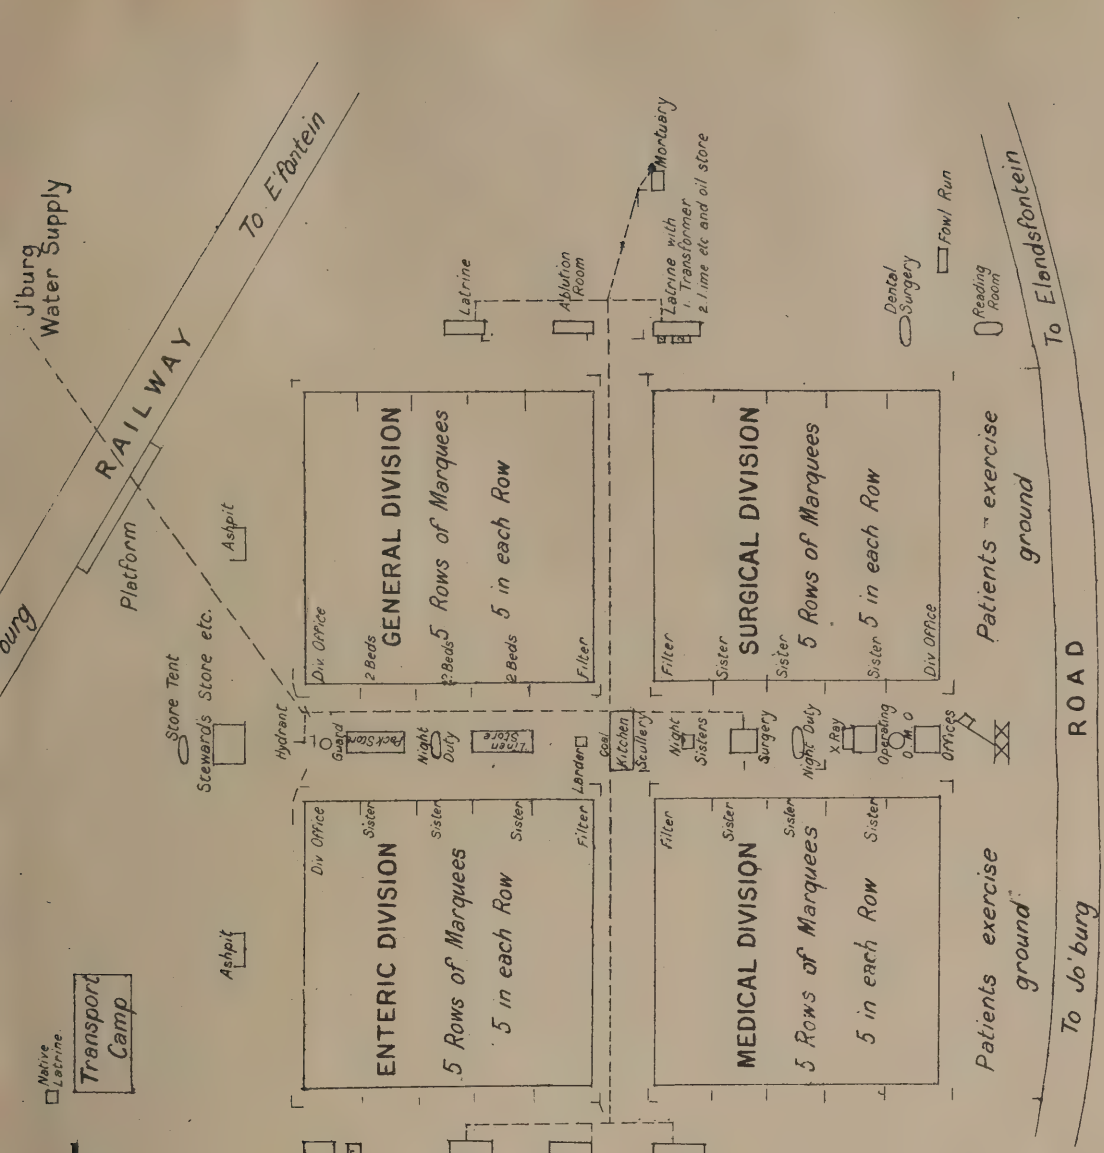 J'burg
Water Supply
To E'fontein
RAILWAY
Platform
burg
Ashpit
Store Tent
Steward's Store etc.
Native
Latrine
Transport
Camp
Ashpit
Latrine
Ablution
Room
Mortuary
Latrine with
1. Transformer
2. lime etc and oil store
Dental
Surgery
Fowl Run
Reading
Room
To Elandsfontein
Div Office
2 Beds
GENERAL DIVISION
2 Beds
5 Rows of Marquees
2 Beds
5 in each Row
Filter
Filter
Sister
SURGICAL DIVISION
Sister
5 Rows of Marquees
Sister
5 in each Row
Div Office
Patients - exercise
ground
Hydrant
Guard
Pack Store
Night
Duty
Linen
Store
Larder
Coal
Kitchen
Scullery
Night
Sisters
Surgery
Night Duty
X Ray
Operating
O.M.O
Offices
Div Office
Sister
ENTERIC DIVISION
Sister
5 Rows of Marquees
Sister
5 in each Row
Filter
Filter
Sister
MEDICAL DIVISION
Sister
5 Rows of Marquees
Sister
5 in each Row
Patients exercise
ground
ROAD
To Jo'burg